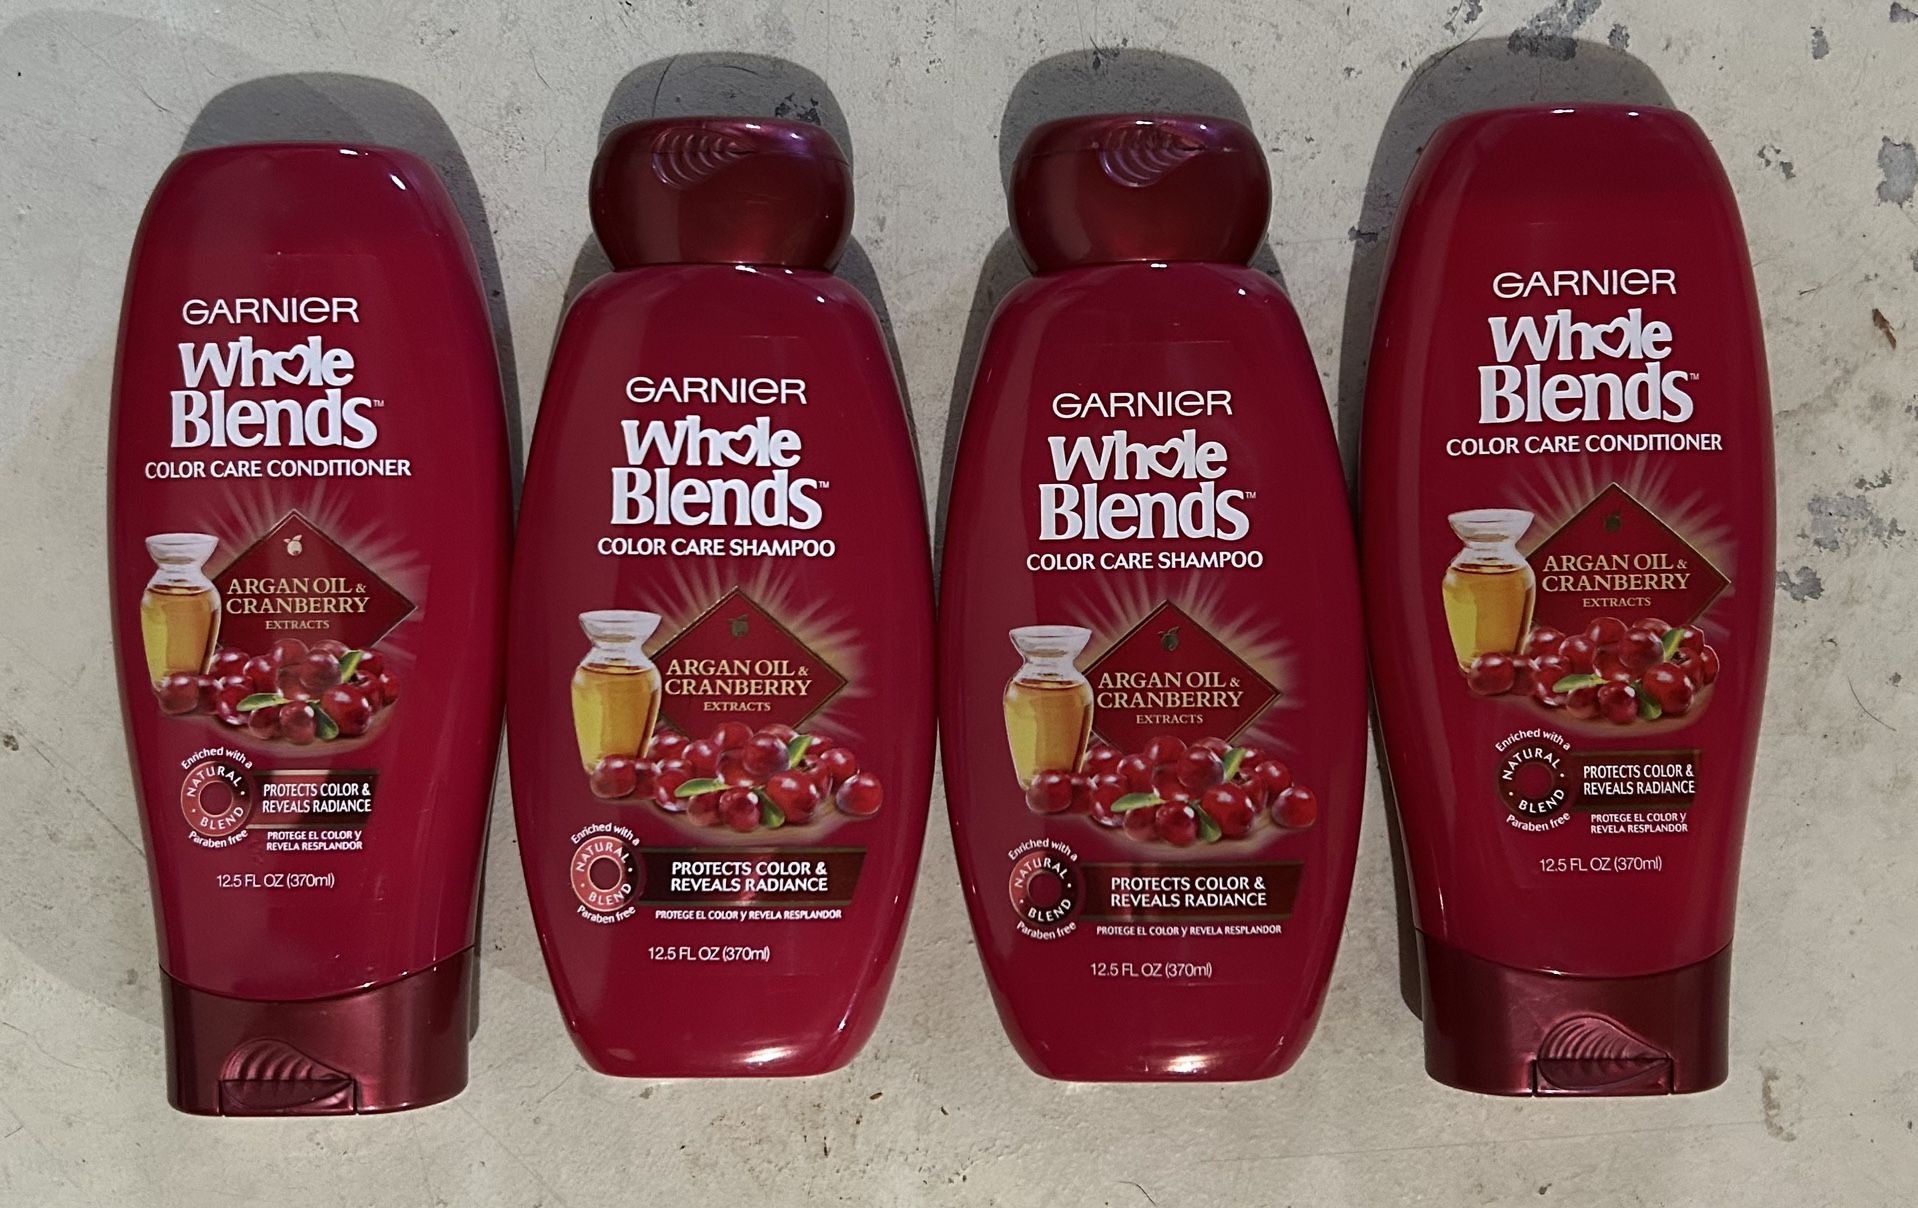 GARNIER
Whole
Blends™
COLOR CARE CONDITIONER
ARGAN OIL &
CRANBERRY
EXTRACTS
Enriched with a
NATURAL
BLEND
Paraben free
PROTECTS COLOR &
REVEALS RADIANCE
PROTEGE EL COLOR y
REVELA RESPLANDOR
12.5 FL OZ (370ml)
GARNIER
Whole
Blends™
COLOR CARE SHAMPOO
ARGAN OIL &
CRANBERRY
EXTRACTS
Enriched with a
NATURAL
BLEND
Paraben free
PROTECTS COLOR &
REVEALS RADIANCE
PROTEGE EL COLOR y REVELA RESPLANDOR
12.5 FL OZ (370ml)
GARNIER
Whole
Blends™
COLOR CARE SHAMPOO
ARGAN OIL &
CRANBERRY
EXTRACTS
Enriched with a
NATURAL
BLEND
Paraben free
PROTECTS COLOR &
REVEALS RADIANCE
PROTEGE EL COLOR y REVELA RESPLANDOR
12.5 FL OZ (370ml)
GARNIER
Whole
Blends™
COLOR CARE CONDITIONER
ARGAN OIL &
CRANBERRY
EXTRACTS
Enriched with a
NATURAL
BLEND
Paraben free
PROTECTS COLOR &
REVEALS RADIANCE
PROTEGE EL COLOR y
REVELA RESPLANDOR
12.5 FL OZ (370ml)